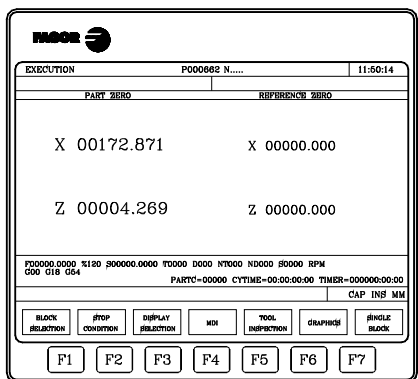 FAGOR
EXECUTION P000662 N..... 11:50:14
PART ZERO REFERENCE ZERO
X 00172.871 X 00000.000
Z 00004.269 Z 00000.000
F00000.0000 %120 S00000.0000 T0000 D000 NT000 ND000 S0000 RPM
G00 G18 G54
PARTC=00000 CYTIME=00:00:00:00 TIMER=000000:00:00
CAP INS MM
BLOCK SELECTION STOP CONDITION DISPLAY SELECTION MDI TOOL INSPECTION GRAPHICS SINGLE BLOCK
F1 F2 F3 F4 F5 F6 F7